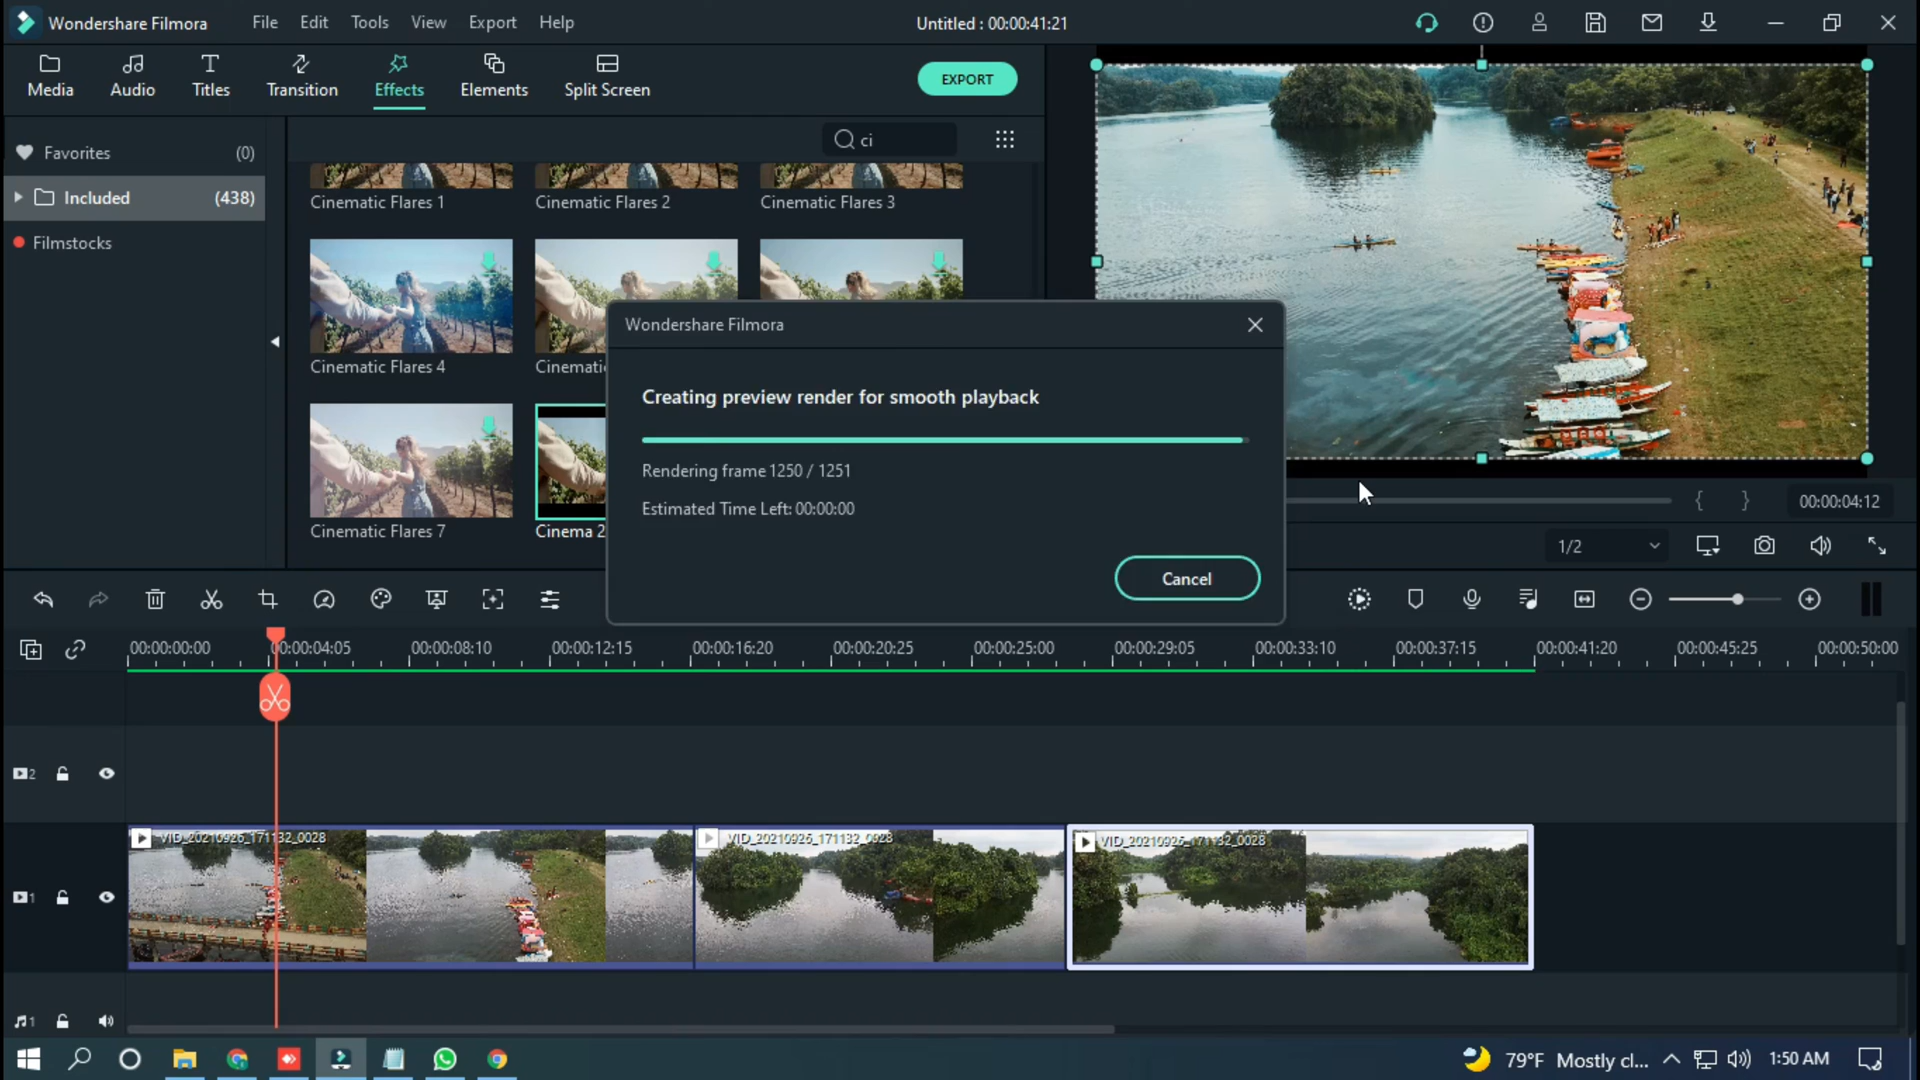 Wondershare Filmora
File Edit Tools View Export Help
Untitled : 00:00:41:21
Media Audio Titles Transition Effects Elements Split Screen
EXPORT
Favorites (0)
Included (438)
Filmstocks
ci
Cinematic Flares 1 Cinematic Flares 2 Cinematic Flares 3
Cinematic Flares 4
Cinematic Flares 7 Cinema 2
Wondershare Filmora
Creating preview render for smooth playback
Rendering frame 1250 / 1251
Estimated Time Left: 00:00:00
Cancel
{ } 00:00:04:12
1/2
00:00:00:00 00:00:04:05 00:00:08:10 00:00:12:15 00:00:16:20 00:00:20:25 00:00:25:00 00:00:29:05 00:00:33:10 00:00:37:15 00:00:41:20 00:00:45:25 00:00:50:00
2
VID_20210926_171132_0028 VID_20210926_171132_0028 VID_20210926_171132_0028
1
1
79°F Mostly cl... 1:50 AM